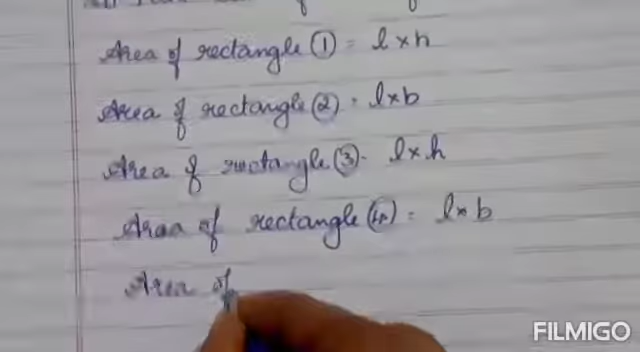 Area of rectangle (1) = l × h
Area of rectangle (2) = l × b
Area of rectangle (3) = l × h
Area of rectangle (4) = l × b
Area of
FILMIGO